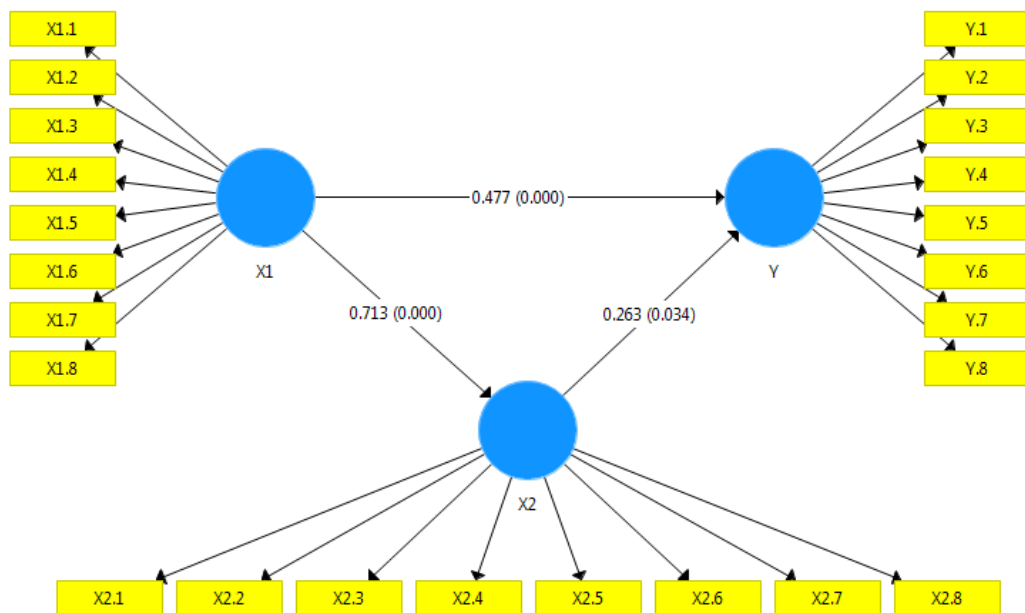 X1.1
X1.2
X1.3
X1.4
X1.5
X1.6
X1.7
X1.8
X1
0.477 (0.000)
0.713 (0.000)
0.263 (0.034)
Y
Y.1
Y.2
Y.3
Y.4
Y.5
Y.6
Y.7
Y.8
X2
X2.1
X2.2
X2.3
X2.4
X2.5
X2.6
X2.7
X2.8